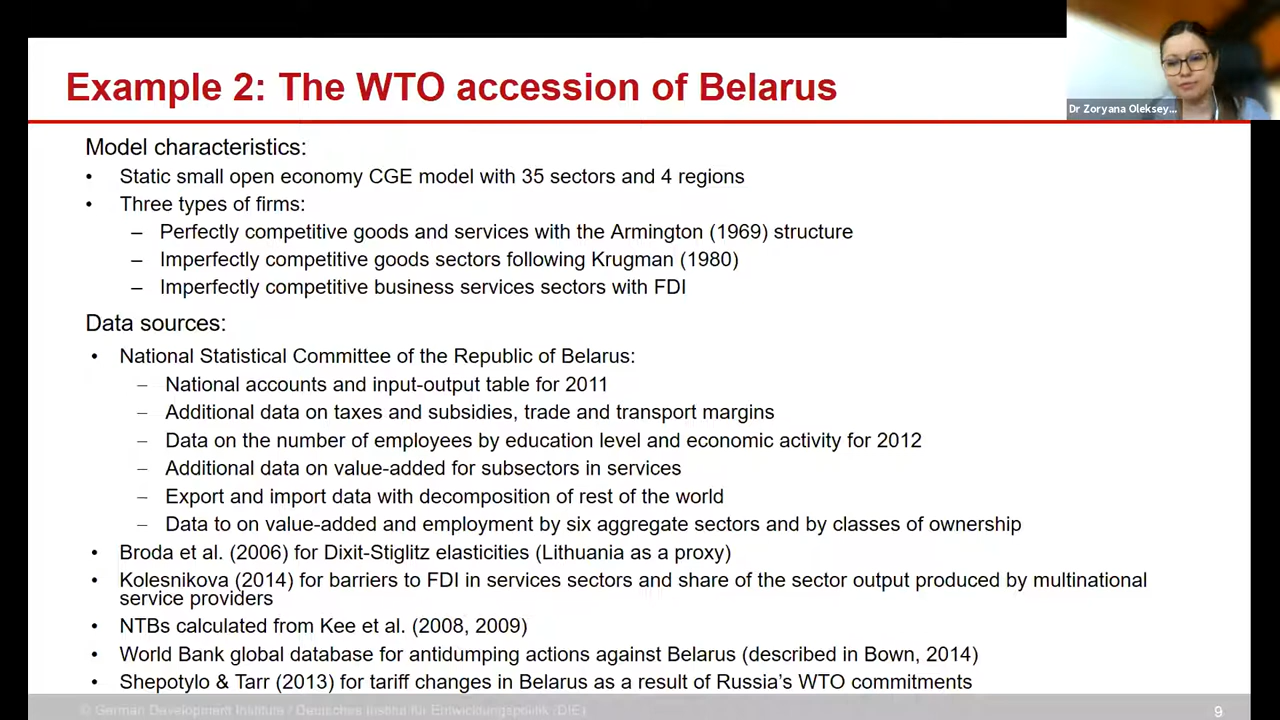 Example 2: The WTO accession of Belarus
Dr Zoryana Oleksey...
Model characteristics:
• Static small open economy CGE model with 35 sectors and 4 regions
• Three types of firms:
– Perfectly competitive goods and services with the Armington (1969) structure
– Imperfectly competitive goods sectors following Krugman (1980)
– Imperfectly competitive business services sectors with FDI
Data sources:
• National Statistical Committee of the Republic of Belarus:
– National accounts and input-output table for 2011
– Additional data on taxes and subsidies, trade and transport margins
– Data on the number of employees by education level and economic activity for 2012
– Additional data on value-added for subsectors in services
– Export and import data with decomposition of rest of the world
– Data to on value-added and employment by six aggregate sectors and by classes of ownership
• Broda et al. (2006) for Dixit-Stiglitz elasticities (Lithuania as a proxy)
• Kolesnikova (2014) for barriers to FDI in services sectors and share of the sector output produced by multinational
service providers
• NTBs calculated from Kee et al. (2008, 2009)
• World Bank global database for antidumping actions against Belarus (described in Bown, 2014)
• Shepotylo & Tarr (2013) for tariff changes in Belarus as a result of Russia's WTO commitments
© German Development Institute / Deutsches Institut für Entwicklungspolitik (DIE)
9